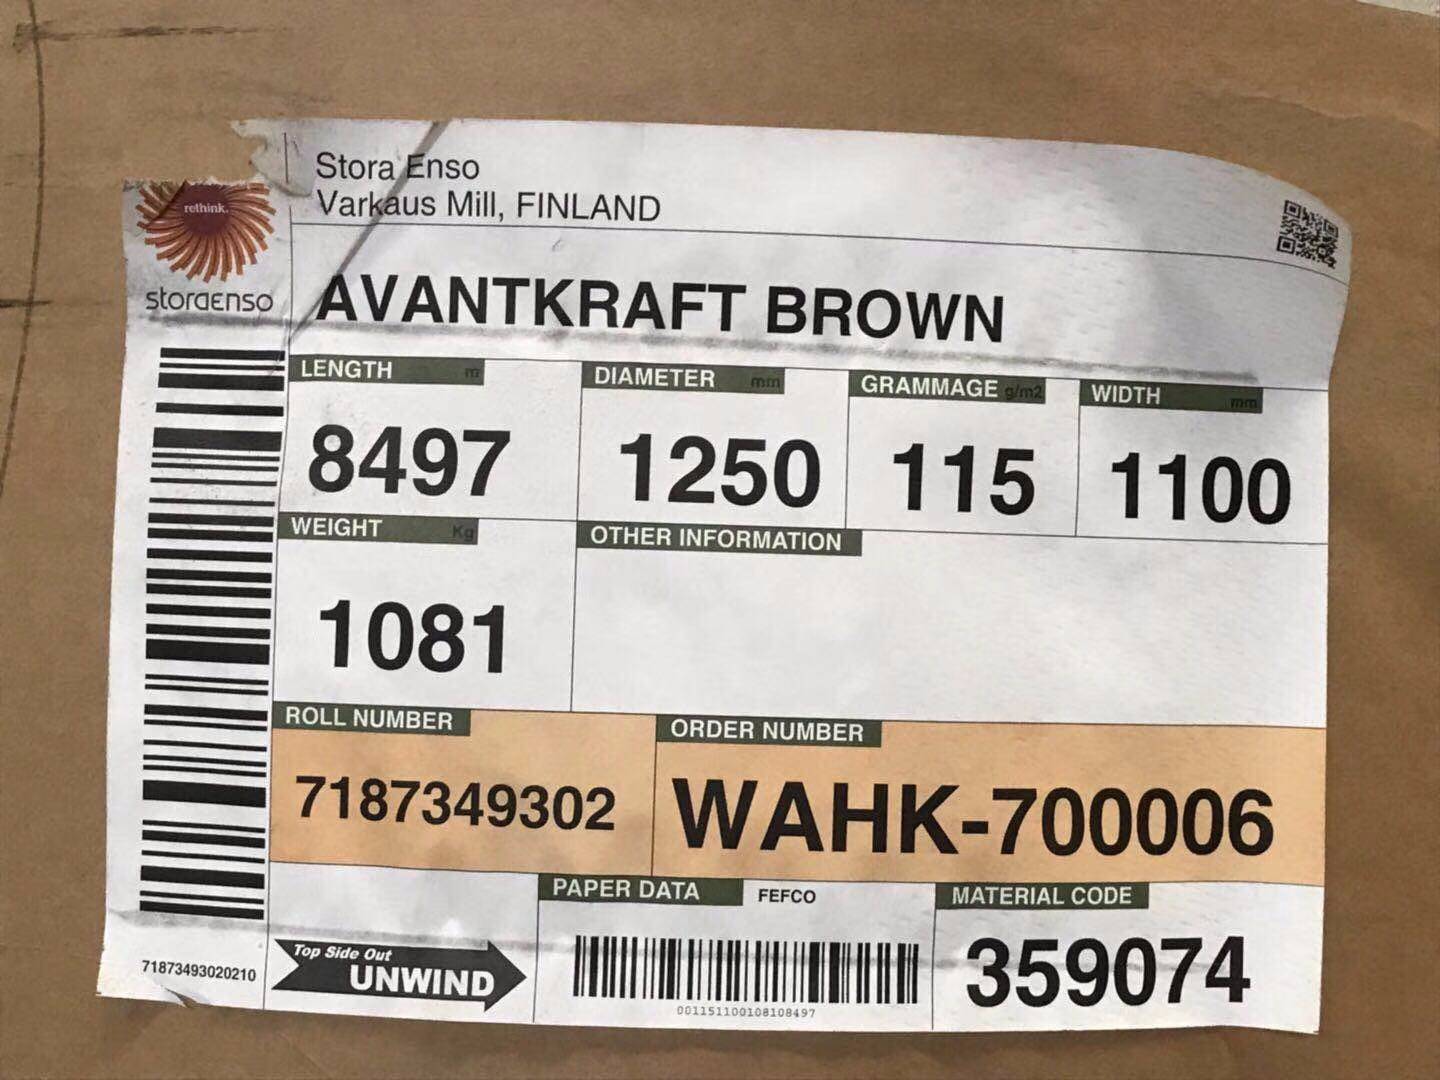 Stora Enso
Varkaus Mill, FINLAND
rethink.
storaenso
AVANTKRAFT BROWN
LENGTH m
8497
DIAMETER mm
1250
GRAMMAGE g/m2
115
WIDTH mm
1100
WEIGHT Kg
1081
OTHER INFORMATION
ROLL NUMBER
7187349302
ORDER NUMBER
WAHK-700006
71873493020210
Top Side Out
UNWIND
PAPER DATA FEFCO
001151100108108497
MATERIAL CODE
359074